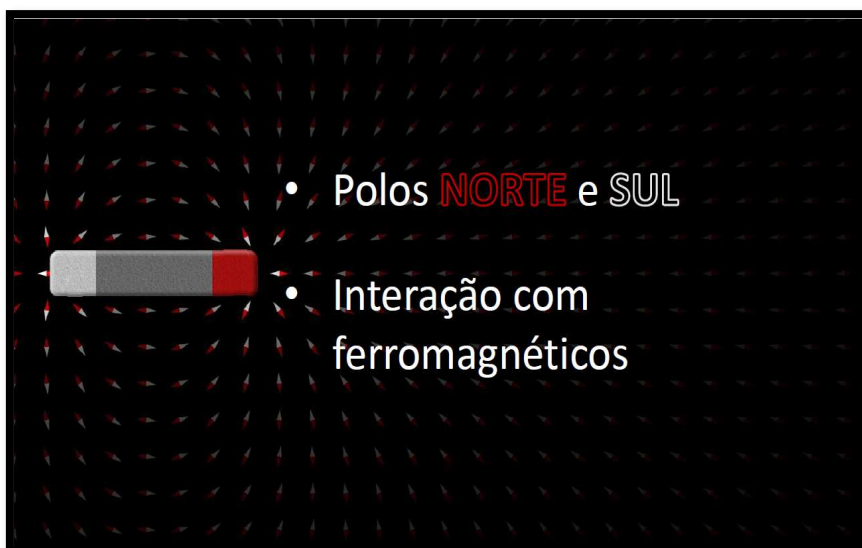 • Polos NORTE e SUL
• Interação com
ferromagnéticos